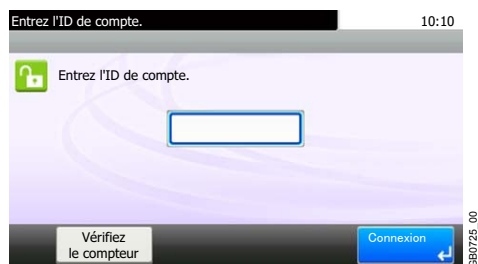 Entrez l'ID de compte.
10:10
Entrez l'ID de compte.
Vérifiez
le compteur
Connexion
GB0725_00